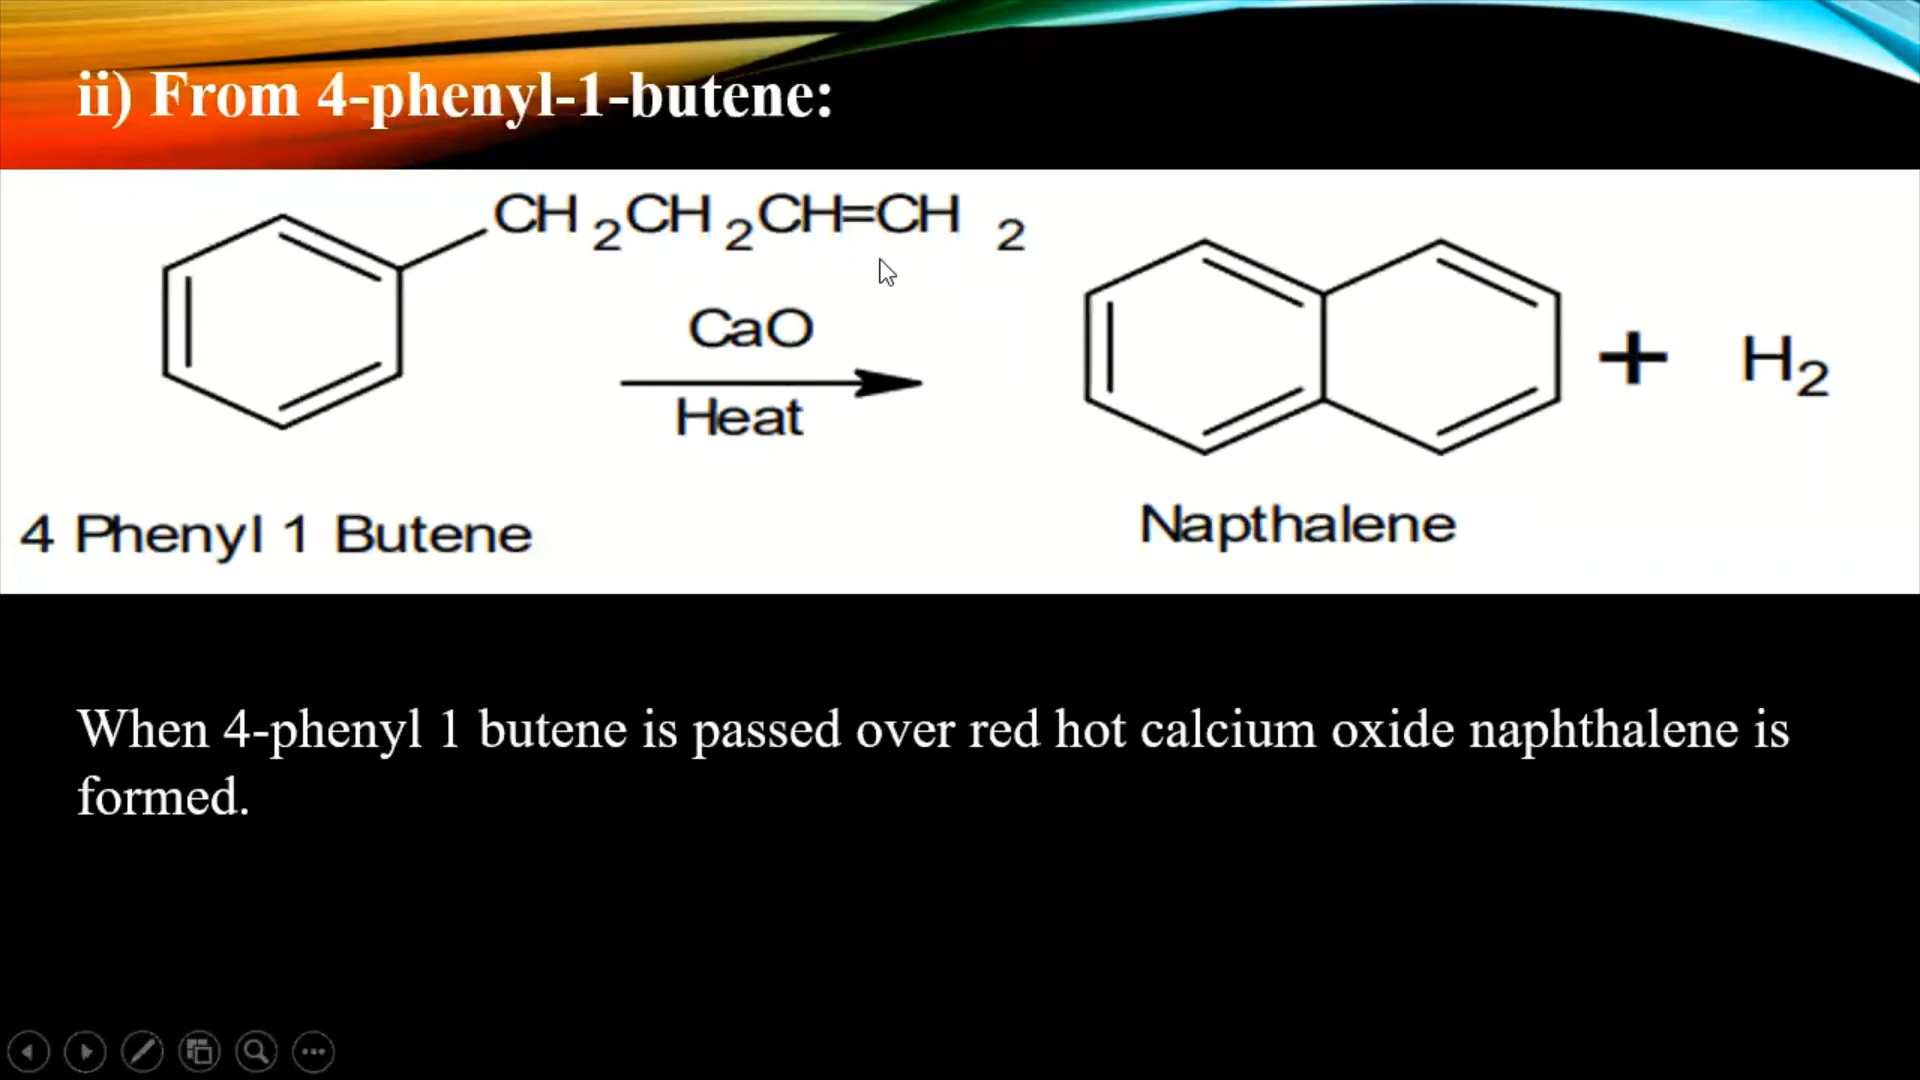 ii) From 4-phenyl-1-butene:
CH2CH2CH=CH2
CaO
Heat
+ H2
4 Phenyl 1 Butene
Napthalene
When 4-phenyl 1 butene is passed over red hot calcium oxide naphthalene is
formed.